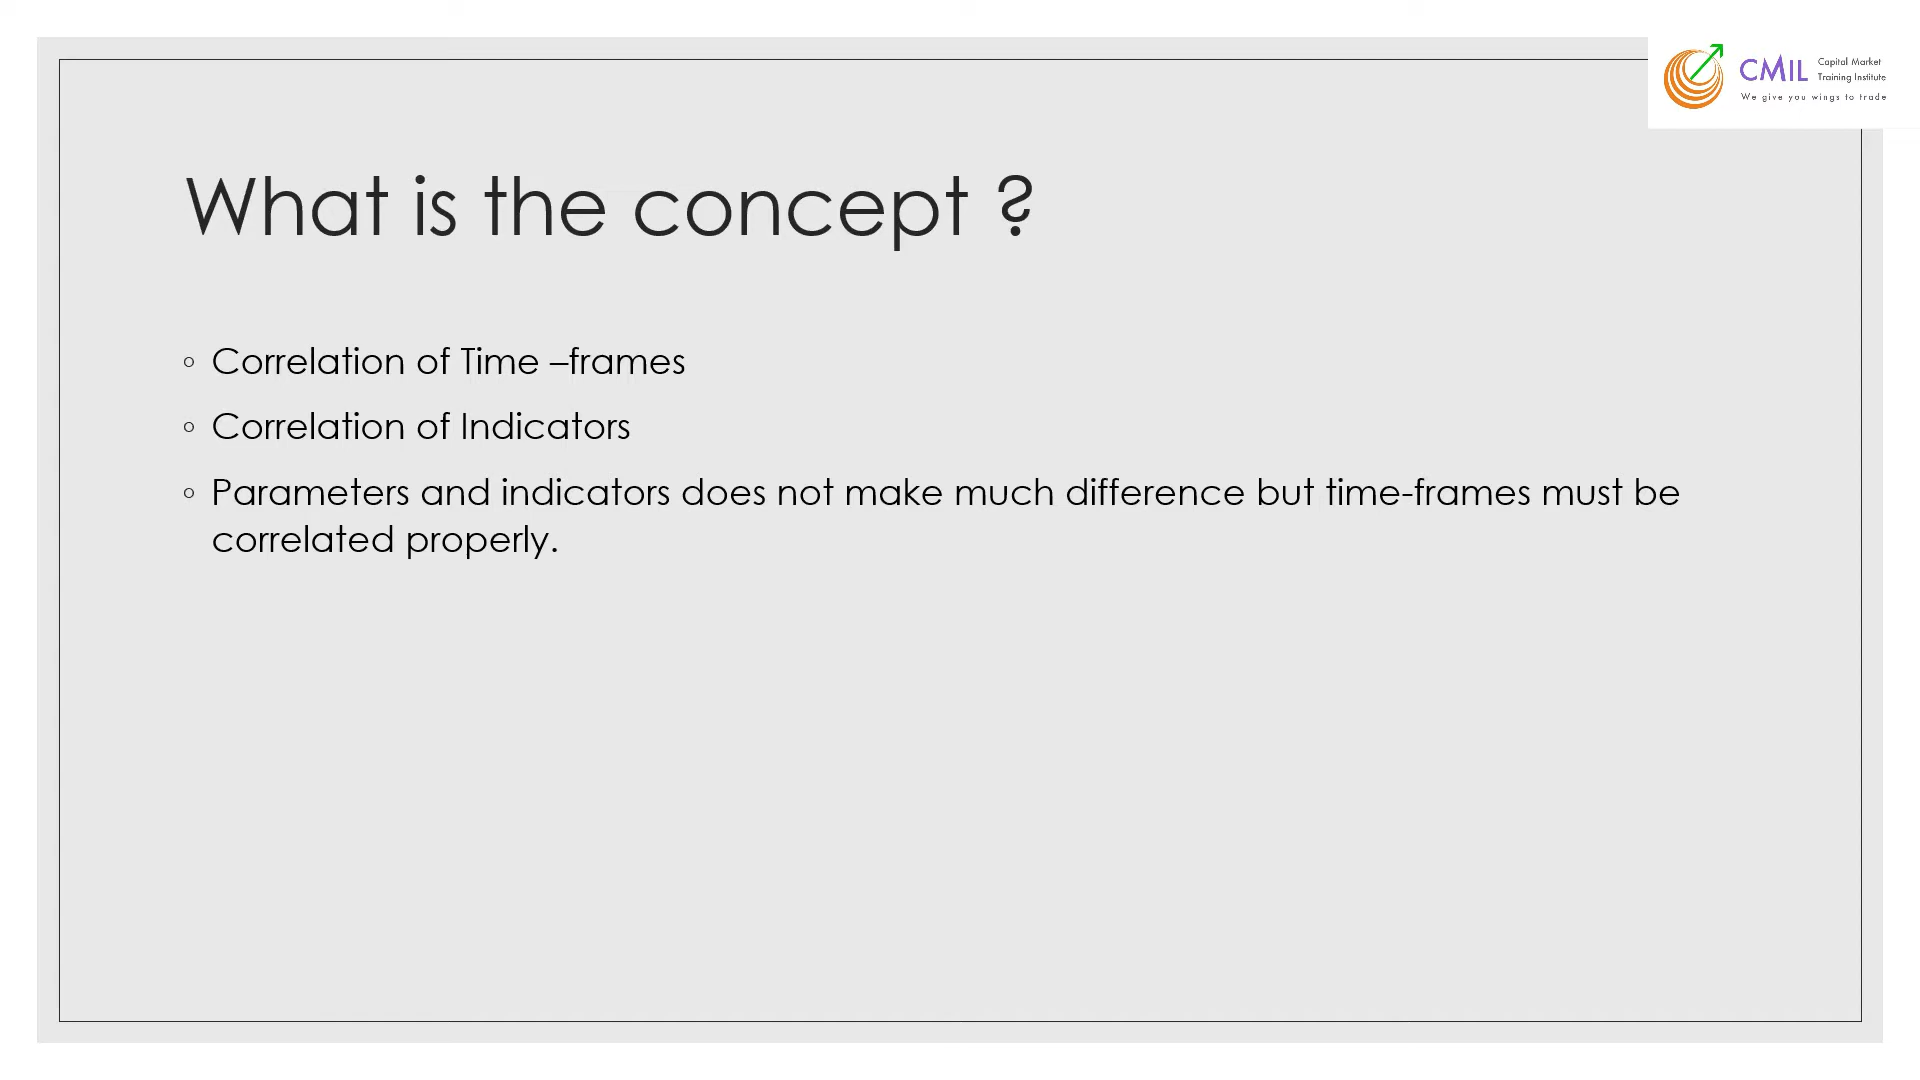 CMIL Capital Market
Training Institute
We give you wings to trade
What is the concept ?
◦ Correlation of Time –frames
◦ Correlation of Indicators
◦ Parameters and indicators does not make much difference but time-frames must be
correlated properly.